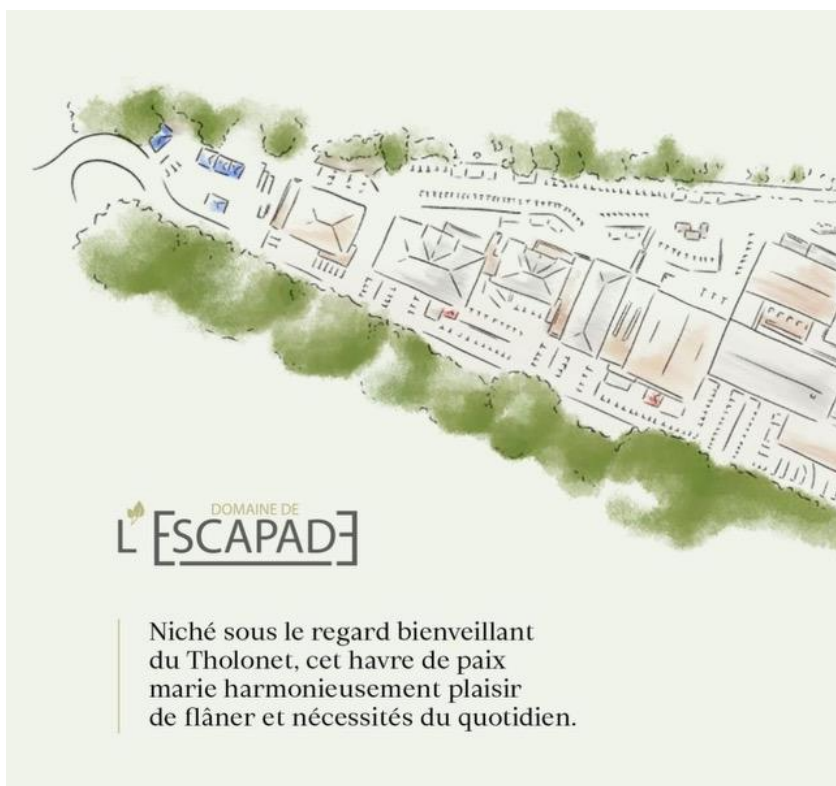 DOMAINE DE
L'ESCAPADE
Niché sous le regard bienveillant
du Tholonet, cet havre de paix
marie harmonieusement plaisir
de flâner et nécessités du quotidien.